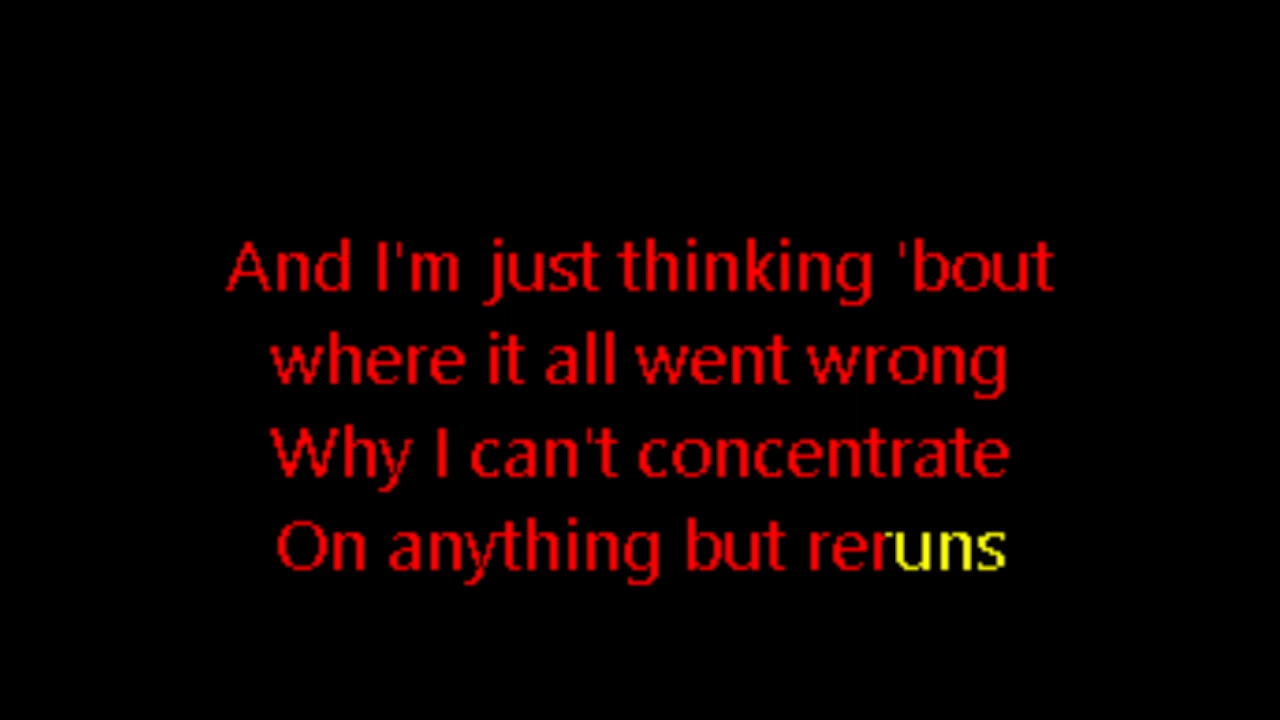 And I'm just thinking 'bout
where it all went wrong
Why I can't concentrate
On anything but reruns